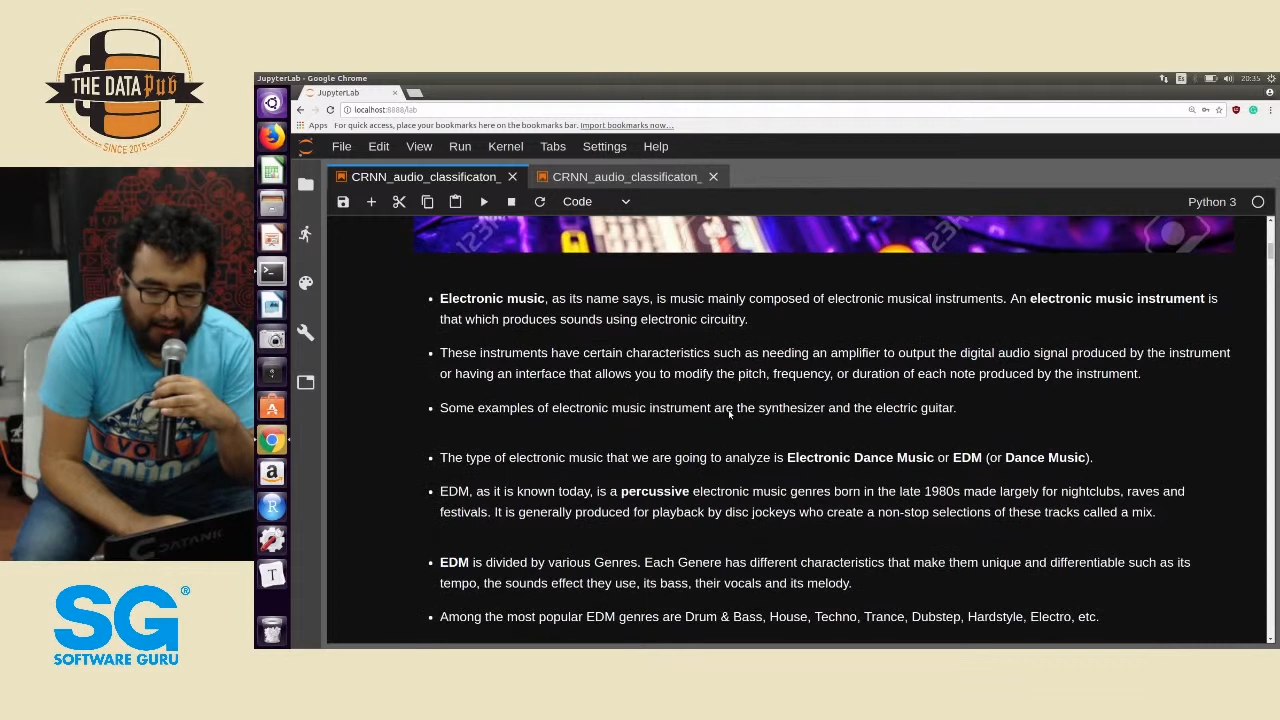 THE DATA Pub
SINCE 2015
JupyterLab - Google Chrome
Es
20:35
JupyterLab
localhost:8888/lab
Apps For quick access, place your bookmarks here on the bookmarks bar. Import bookmarks now...
File Edit View Run Kernel Tabs Settings Help
CRNN_audio_classificaton_
CRNN_audio_classificaton_
Code
Python 3
123R
123R
Electronic music, as its name says, is music mainly composed of electronic musical instruments. An electronic music instrument is
that which produces sounds using electronic circuitry.
These instruments have certain characteristics such as needing an amplifier to output the digital audio signal produced by the instrument
or having an interface that allows you to modify the pitch, frequency, or duration of each note produced by the instrument.
Some examples of electronic music instrument are the synthesizer and the electric guitar.
The type of electronic music that we are going to analyze is Electronic Dance Music or EDM (or Dance Music).
EDM, as it is known today, is a percussive electronic music genres born in the late 1980s made largely for nightclubs, raves and
festivals. It is generally produced for playback by disc jockeys who create a non-stop selections of these tracks called a mix.
EDM is divided by various Genres. Each Genere has different characteristics that make them unique and differentiable such as its
tempo, the sounds effect they use, its bass, their vocals and its melody.
Among the most popular EDM genres are Drum & Bass, House, Techno, Trance, Dubstep, Hardstyle, Electro, etc.
DATANK
SG®
SOFTWARE GURU